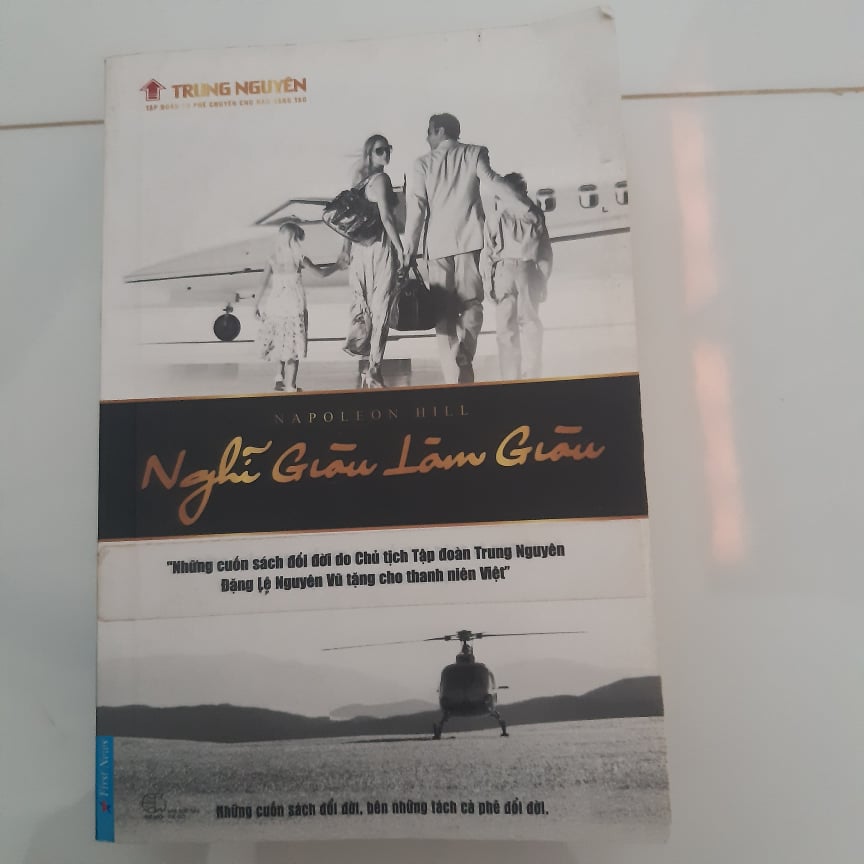 TRUNG NGUYÊN
NAPOLEON HILL
Nghĩ Giàu Làm Giàu
"Những cuốn sách đổi đời do Chủ tịch Tập đoàn Trung Nguyên
Đặng Lê Nguyên Vũ tặng cho thanh niên Việt"
First News
Những cuốn sách đổi đời, bên những tách cà phê đổi đời.